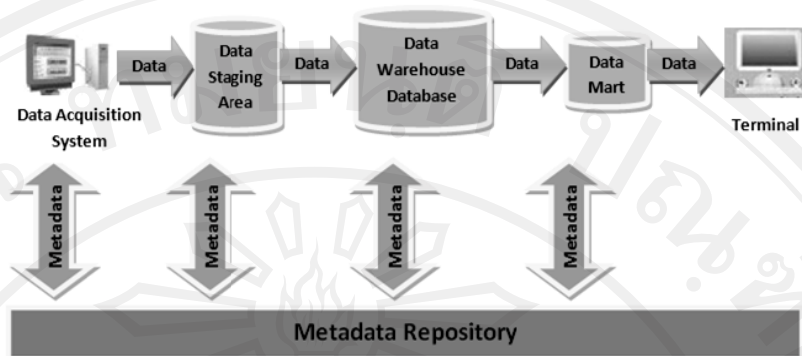 Data Acquisition
System
Data
Data
Staging
Area
Data
Data
Warehouse
Database
Data
Data
Mart
Data
Terminal
Metadata
Metadata
Metadata
Metadata
Metadata Repository